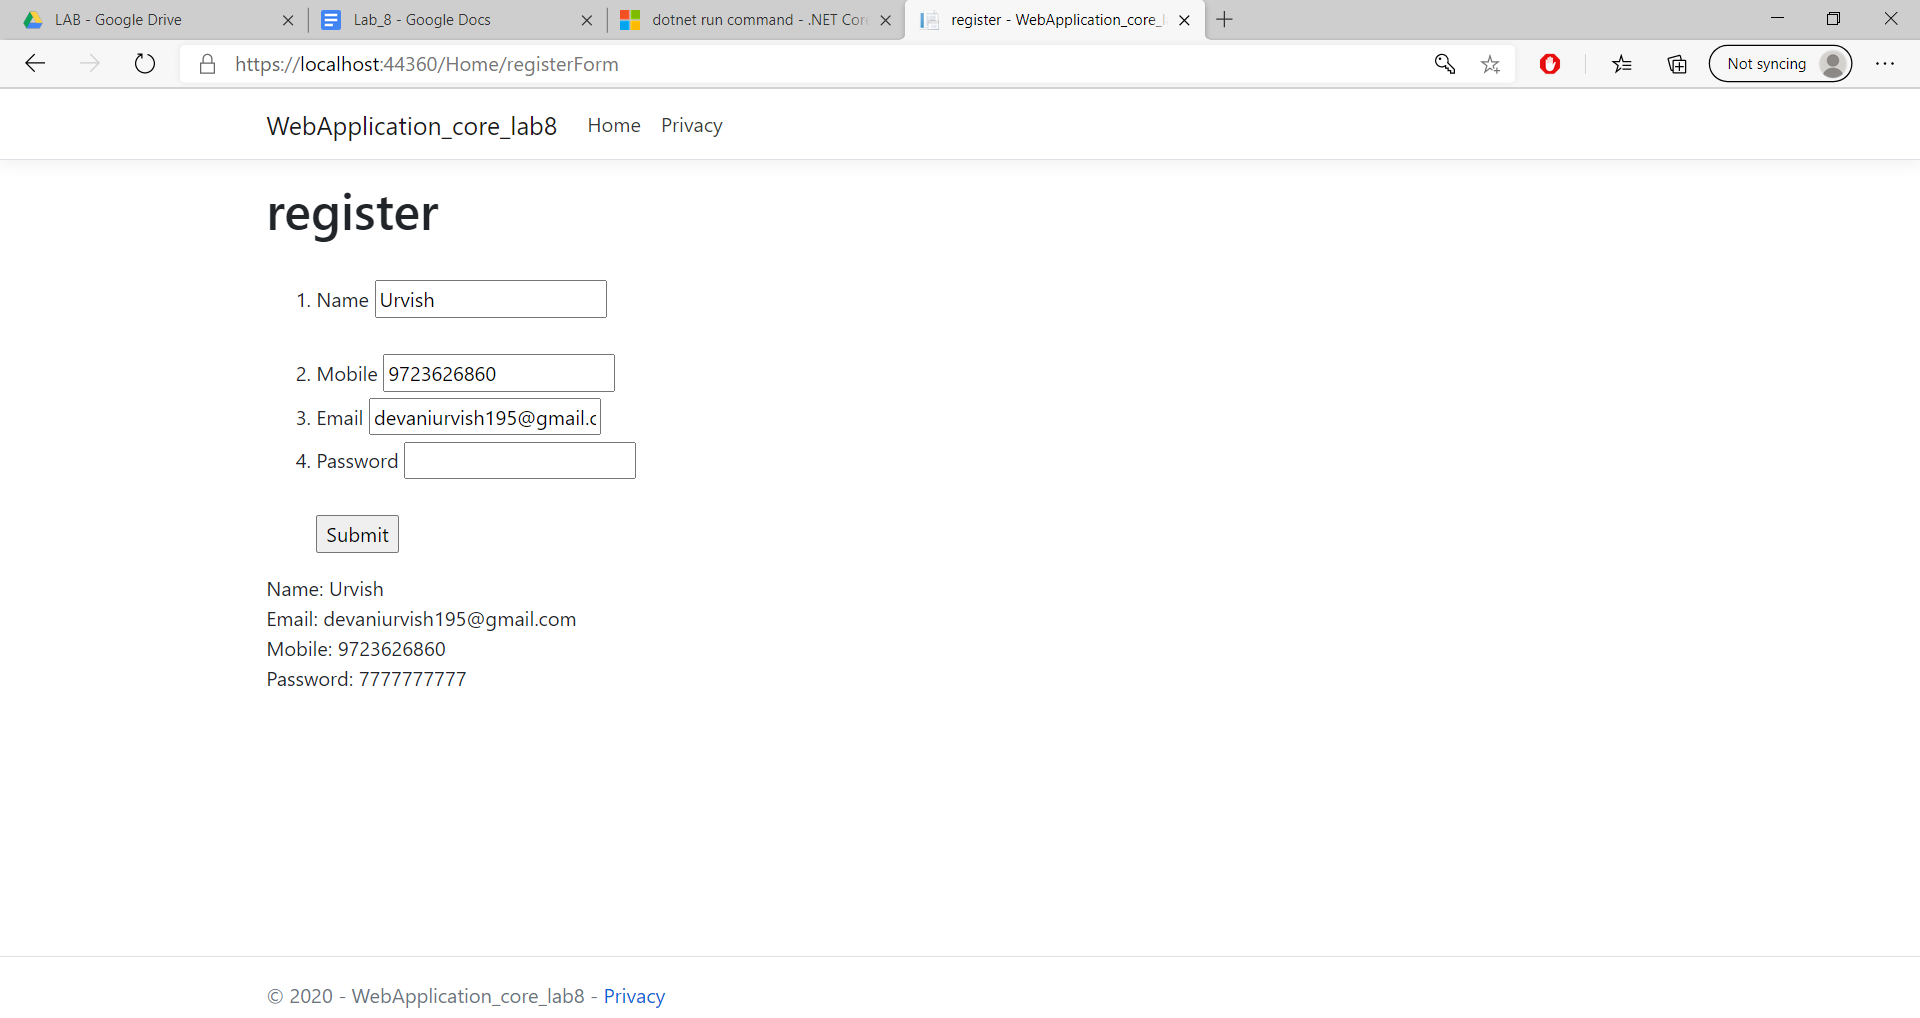 LAB - Google Drive
Lab_8 - Google Docs
dotnet run command - .NET Core
register - WebApplication_core_l
https://localhost:44360/Home/registerForm
Not syncing
WebApplication_core_lab8 Home Privacy
register
1. Name Urvish
2. Mobile 9723626860
3. Email devaniurvish195@gmail.c
4. Password
Submit
Name: Urvish
Email: devaniurvish195@gmail.com
Mobile: 9723626860
Password: 7777777777
© 2020 - WebApplication_core_lab8 - Privacy